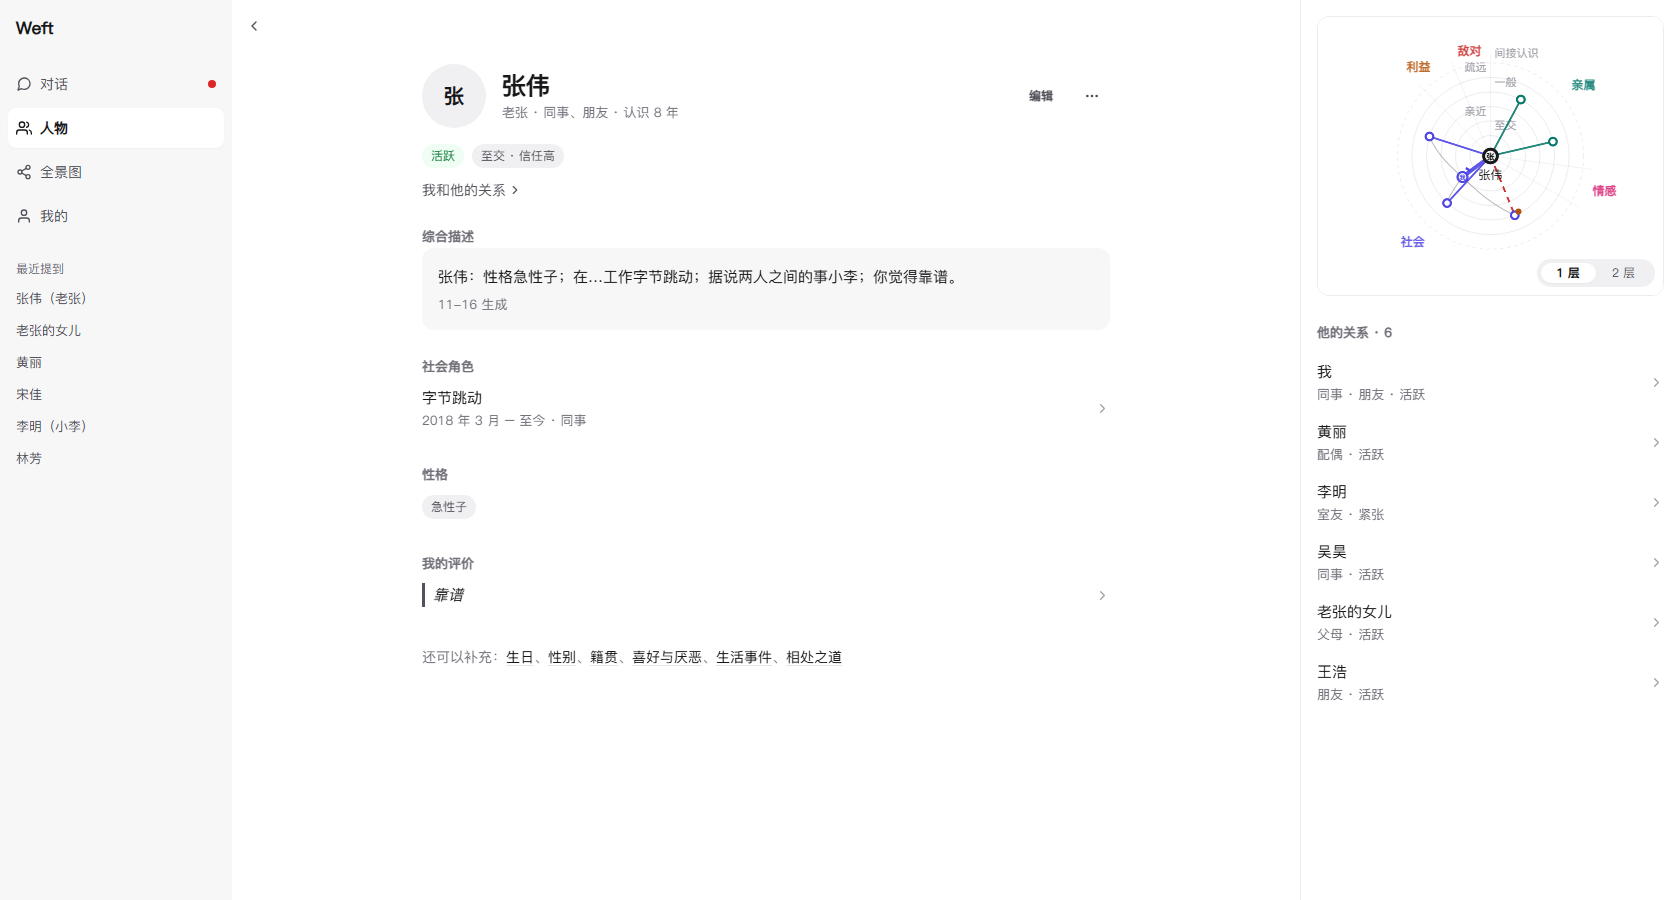 Weft
对话
人物
全景图
我的
最近提到
张伟（老张）
老张的女儿
黄丽
宋佳
李明（小李）
林芳
张
张伟
老张 · 同事、朋友 · 认识 8 年
编辑
活跃
至交 · 信任高
我和他的关系
综合描述
张伟：性格急性子；在…工作字节跳动；据说两人之间的事小李；你觉得靠谱。
11-16 生成
社会角色
字节跳动
2018 年 3 月 — 至今 · 同事
性格
急性子
我的评价
靠谱
还可以补充：生日、性别、籍贯、喜好与厌恶、生活事件、相处之道
敌对
间接认识
利益
疏远
一般
亲属
亲近
至交
张
张伟
情感
社会
1 层
2 层
他的关系 · 6
我
同事 · 朋友 · 活跃
黄丽
配偶 · 活跃
李明
室友 · 紧张
吴昊
同事 · 活跃
老张的女儿
父母 · 活跃
王浩
朋友 · 活跃